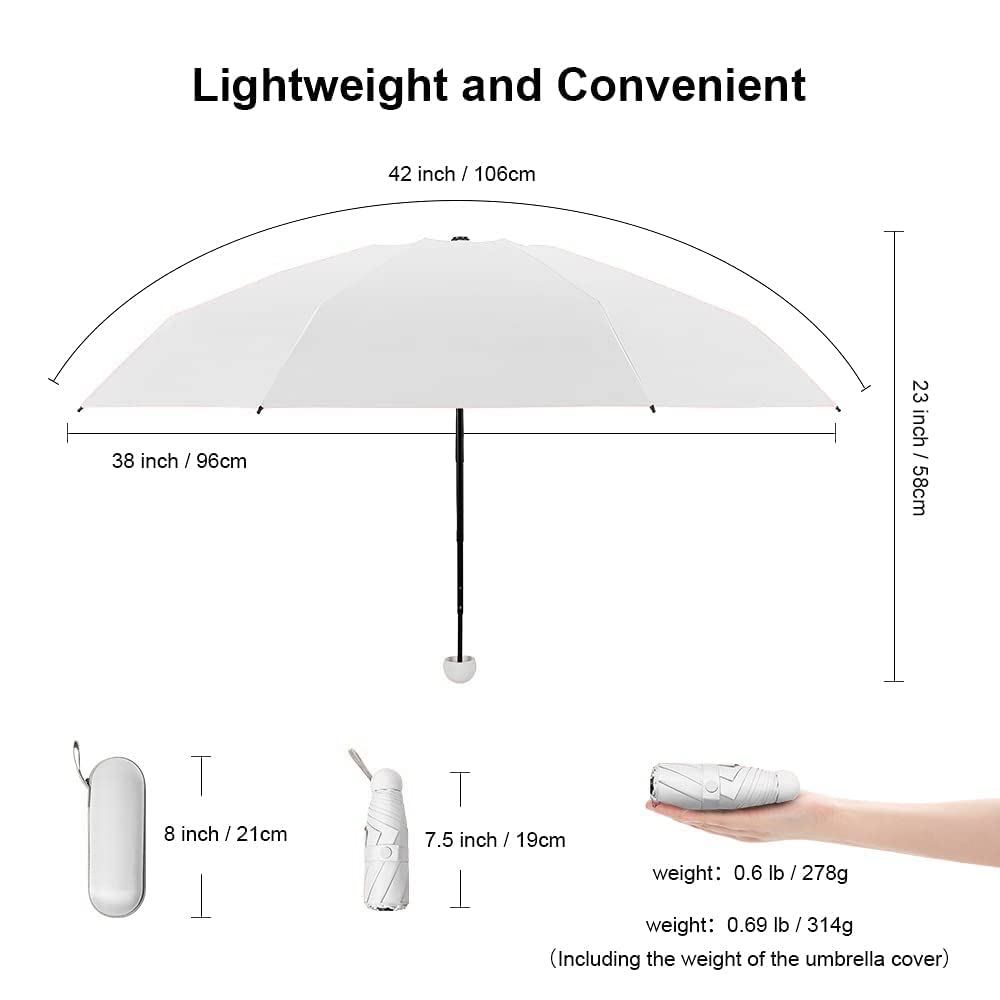 Lightweight and Convenient
42 inch / 106cm
38 inch / 96cm
23 inch / 58cm
8 inch / 21cm
7.5 inch / 19cm
weight：0.6 lb / 278g
weight：0.69 lb / 314g
（Including the weight of the umbrella cover）